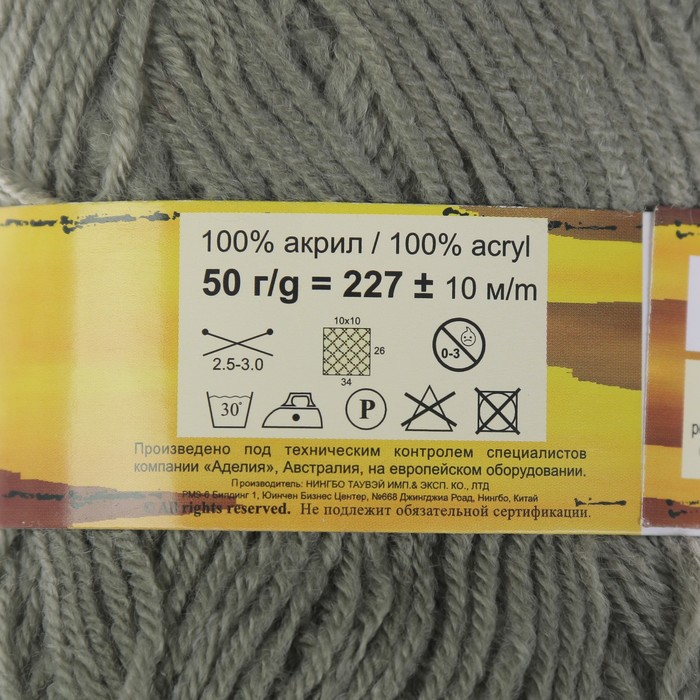 100% акрил / 100% acryl
50 г/g = 227 ± 10 м/m
10x10
26
34
2.5-3.0
0-3
30°
P
Произведено под техническим контролем специалистов
компании «Аделия», Австралия, на европейском оборудовании.
Производитель: НИНГБО ТАУВЭЙ ИМП.& ЭКСП. КО., ЛТД
РМ9-6 Билдинг 1, Юинчен Бизнес Центер, №668 Джингджиа Роад, Нингбо, Китай
© All rights reserved. Не подлежит обязательной сертификации.